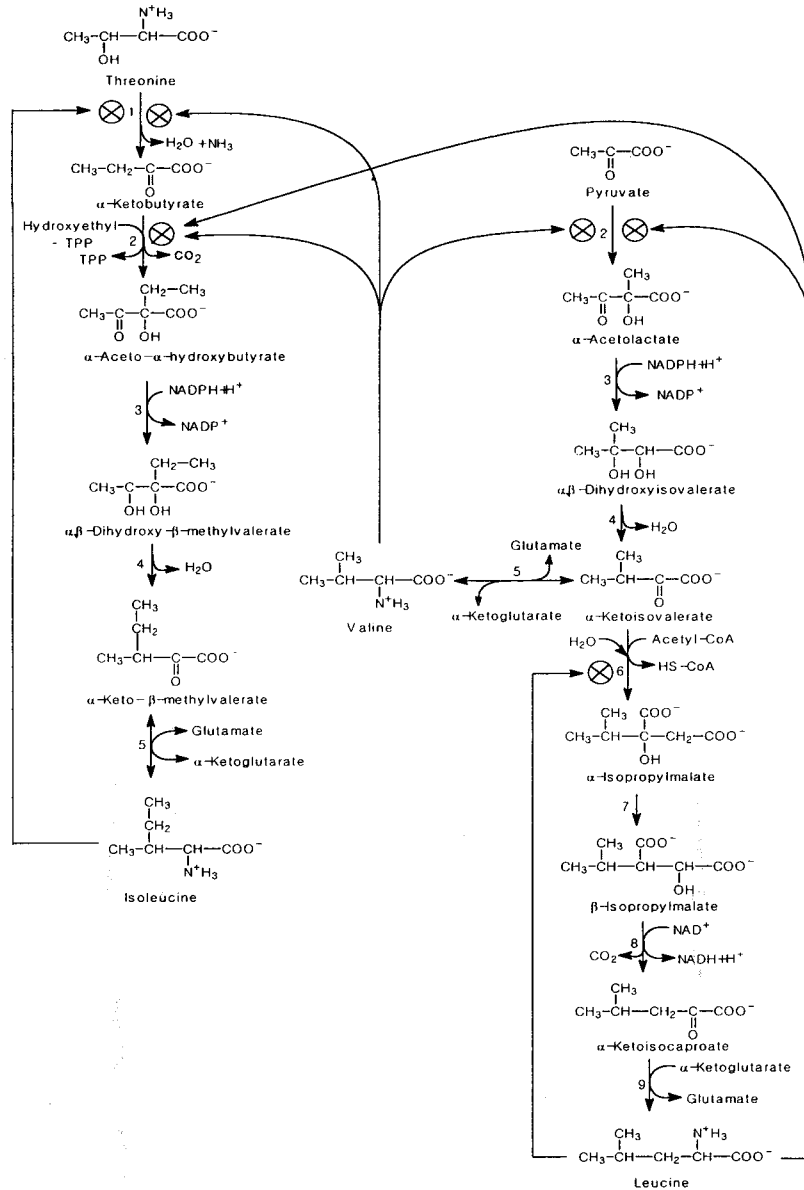 N⁺H₃
CH₃–CH–CH–COO⁻
OH
Threonine
1
H₂O + NH₃
CH₃–CH₂–C–COO⁻
O
α-Ketobutyrate
Hydroxyethyl
- TPP
2
TPP
CO₂
CH₂–CH₃
CH₃–C–C–COO⁻
O OH
α-Aceto-α-hydroxybutyrate
NADPH+H⁺
3
NADP⁺
CH₂–CH₃
CH₃–C–C–COO⁻
OH OH
α,β-Dihydroxy-β-methylvalerate
4
H₂O
CH₃
CH₂
CH₃–CH–C–COO⁻
O
α-Keto-β-methylvalerate
Glutamate
5
α-Ketoglutarate
CH₃
CH₂
CH₃–CH–CH–COO⁻
N⁺H₃
Isoleucine
CH₃
CH₃–CH–CH–COO⁻
N⁺H₃
Valine
Glutamate
5
α-Ketoglutarate
CH₃–C–COO⁻
O
Pyruvate
2
CH₃
CH₃–C–C–COO⁻
O OH
α-Acetolactate
NADPH+H⁺
3
NADP⁺
CH₃
CH₃–C–CH–COO⁻
OH OH
α,β-Dihydroxyisovalerate
4
H₂O
CH₃
CH₃–CH–C–COO⁻
O
α-Ketoisovalerate
H₂O
Acetyl-CoA
6
HS-CoA
CH₃ COO⁻
CH₃–CH–C–CH₂–COO⁻
OH
α-Isopropylmalate
7
CH₃ COO⁻
CH₃–CH–CH–CH–COO⁻
OH
β-Isopropylmalate
NAD⁺
8
CO₂
NADH+H⁺
CH₃
CH₃–CH–CH₂–C–COO⁻
O
α-Ketoisocaproate
α-Ketoglutarate
9
Glutamate
CH₃ N⁺H₃
CH₃–CH–CH₂–CH–COO⁻
Leucine